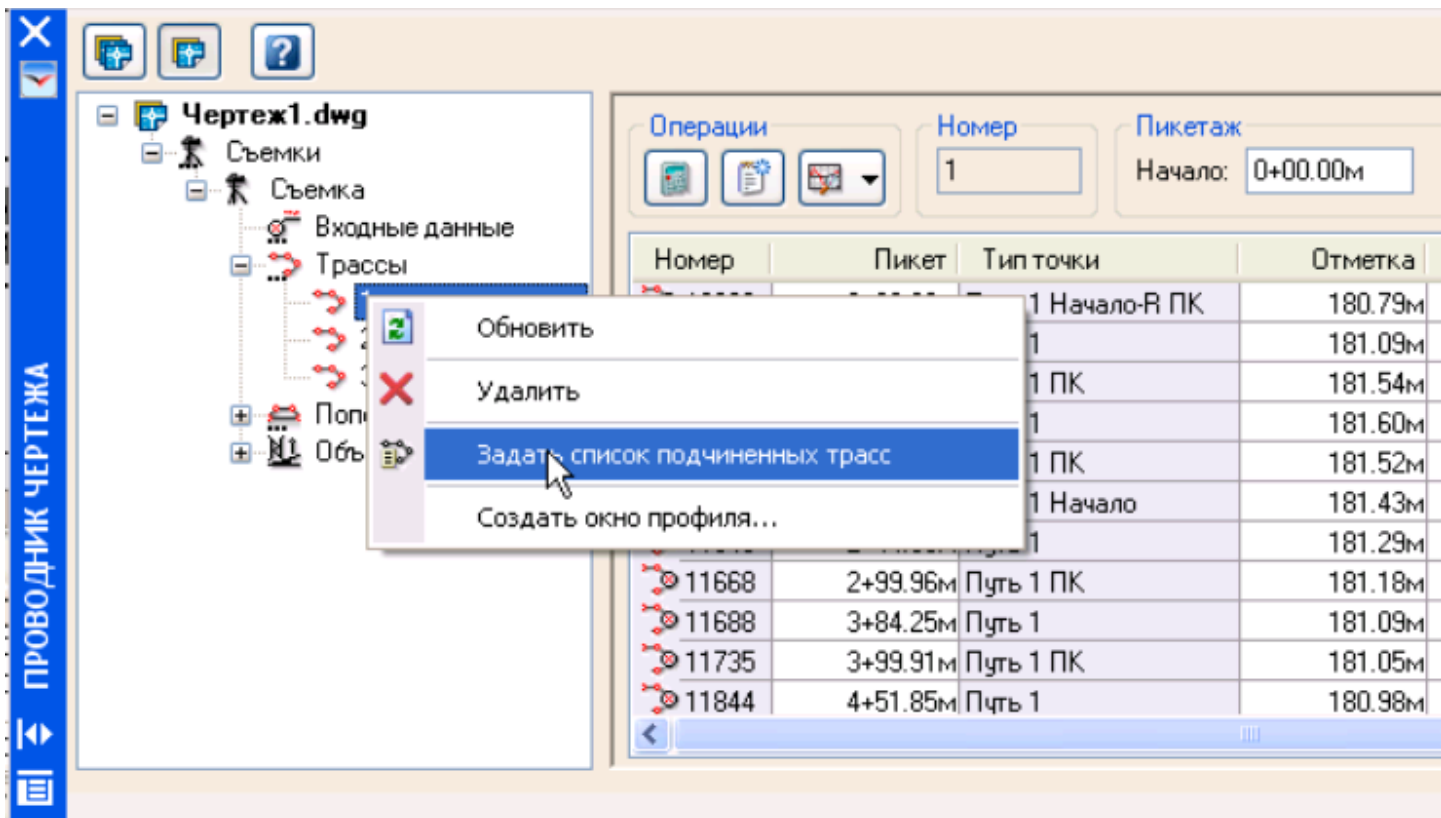 ПРОВОДНИК ЧЕРТЕЖА
Чертеж1.dwg
Съемки
Съемка
Входные данные
Трассы
Обновить
Удалить
Задать список подчиненных трасс
Создать окно профиля...
Операции
Номер
1
Пикетаж
Начало: 0+00.00м
Номер Пикет Тип точки Отметка
1 Начало-R ПК 180.79м
1 181.09м
1 ПК 181.54м
1 181.60м
1 ПК 181.52м
1 Начало 181.43м
1 181.29м
11668 2+99.96м Путь 1 ПК 181.18м
11688 3+84.25м Путь 1 181.09м
11735 3+99.91м Путь 1 ПК 181.05м
11844 4+51.85м Путь 1 180.98м